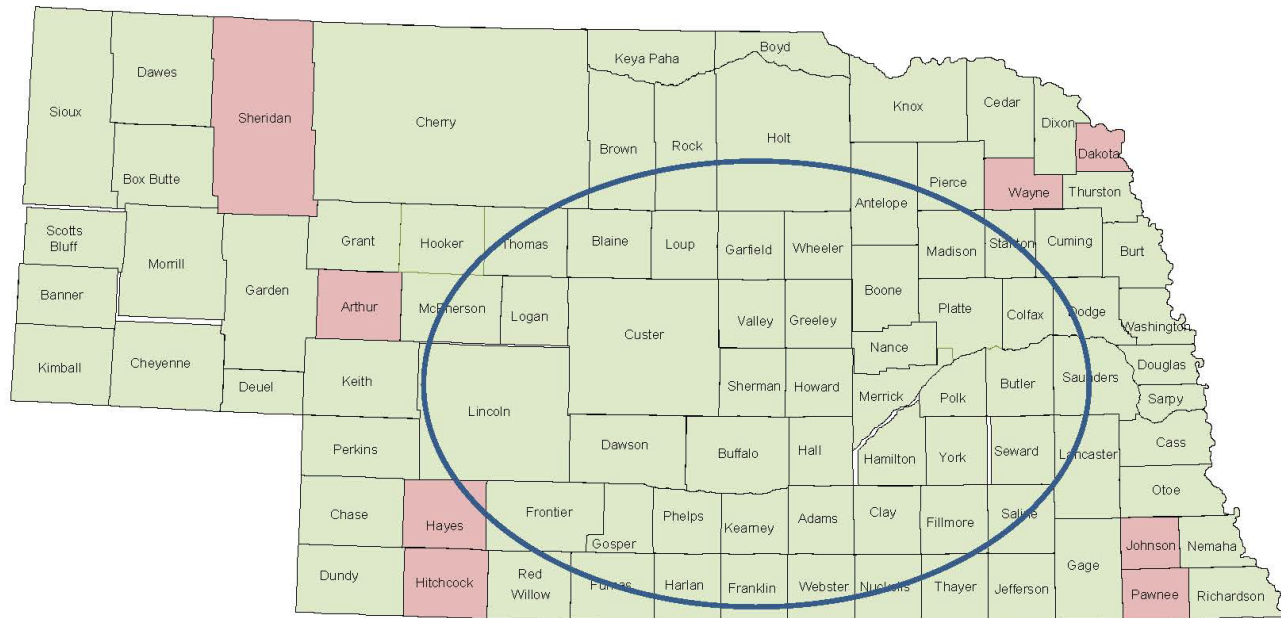 Sioux
Dawes
Sheridan
Cherry
Keya Paha
Boyd
Box Butte
Brown
Rock
Holt
Knox
Cedar
Dixon
Dakota
Antelope
Pierce
Wayne
Thurston
Scotts
Bluff
Morrill
Garden
Grant
Hooker
Thomas
Blaine
Loup
Garfield
Wheeler
Madison
Stanton
Cuming
Burt
Banner
Arthur
McPherson
Logan
Custer
Valley
Greeley
Boone
Platte
Colfax
Dodge
Washington
Nance
Kimball
Cheyenne
Deuel
Keith
Lincoln
Sherman
Howard
Merrick
Polk
Butler
Saunders
Douglas
Sarpy
Perkins
Dawson
Buffalo
Hall
Hamilton
York
Seward
Lancaster
Cass
Otoe
Chase
Hayes
Frontier
Gosper
Phelps
Kearney
Adams
Clay
Fillmore
Saline
Johnson
Nemaha
Dundy
Hitchcock
Red
Willow
Furnas
Harlan
Franklin
Webster
Nuckolls
Thayer
Jefferson
Gage
Pawnee
Richardson